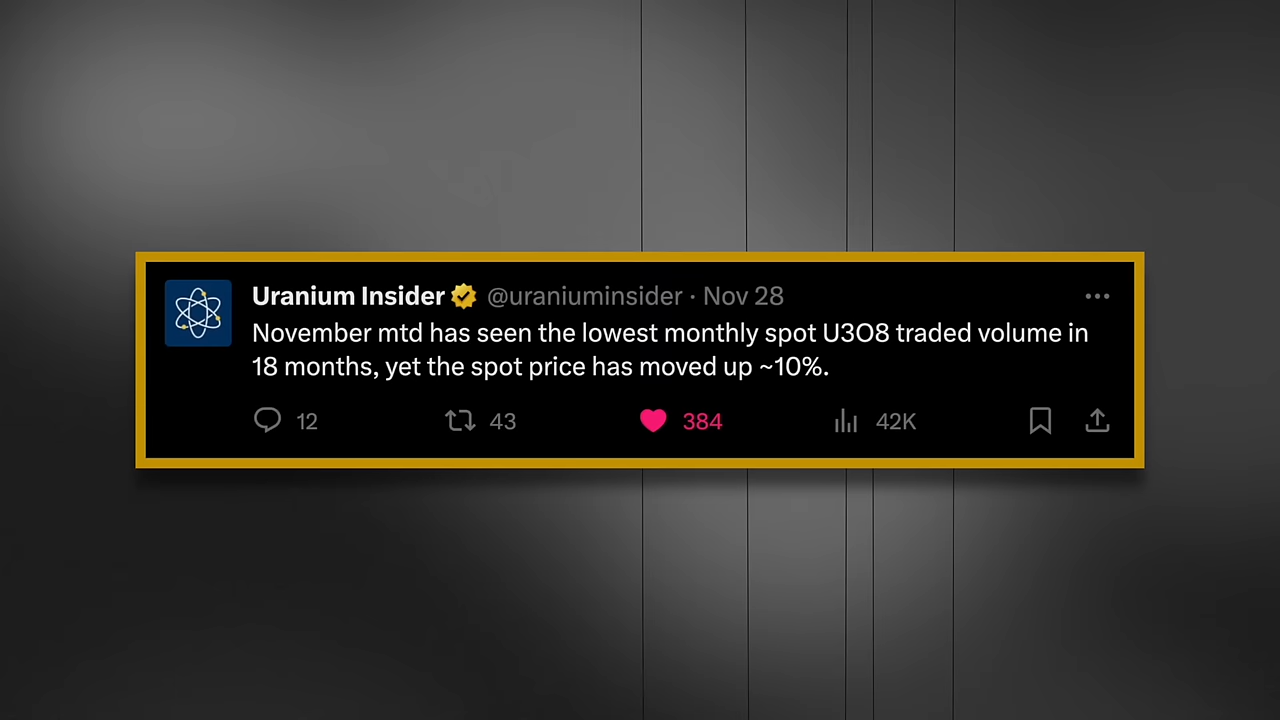 Uranium Insider @uraniuminsider · Nov 28
November mtd has seen the lowest monthly spot U3O8 traded volume in
18 months, yet the spot price has moved up ~10%.
12 43 384 42K